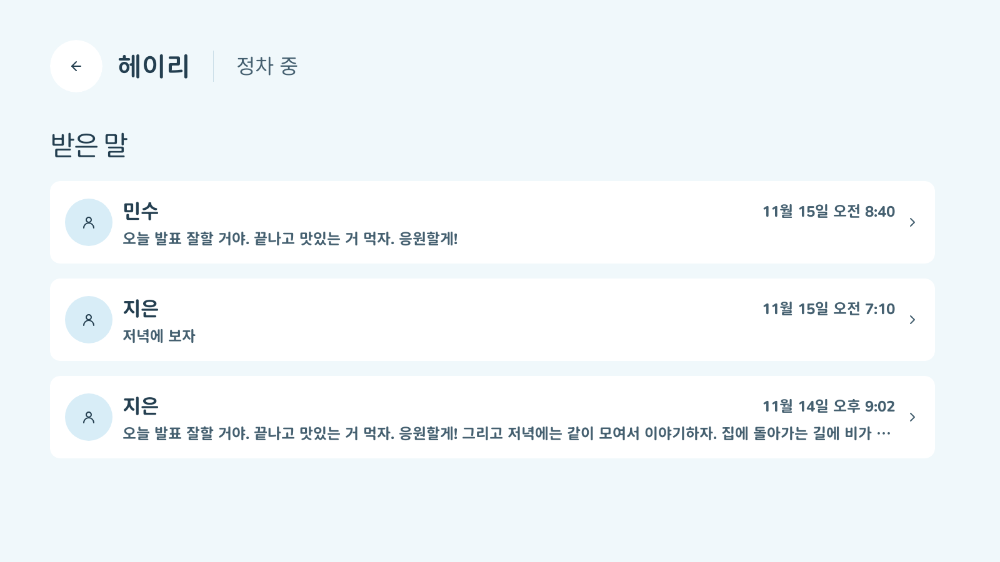 헤이리
정차 중
받은 말
민수
11월 15일 오전 8:40
오늘 발표 잘할 거야. 끝나고 맛있는 거 먹자. 응원할게!
지은
11월 15일 오전 7:10
저녁에 보자
지은
11월 14일 오후 9:02
오늘 발표 잘할 거야. 끝나고 맛있는 거 먹자. 응원할게! 그리고 저녁에는 같이 모여서 이야기하자. 집에 돌아가는 길에 비가 ⋯